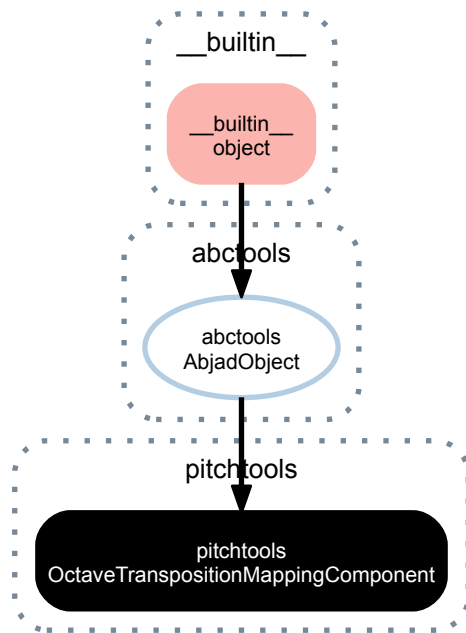 __builtin__
__builtin__
object
abctools
abctools
AbjadObject
pitchtools
pitchtools
OctaveTranspositionMappingComponent